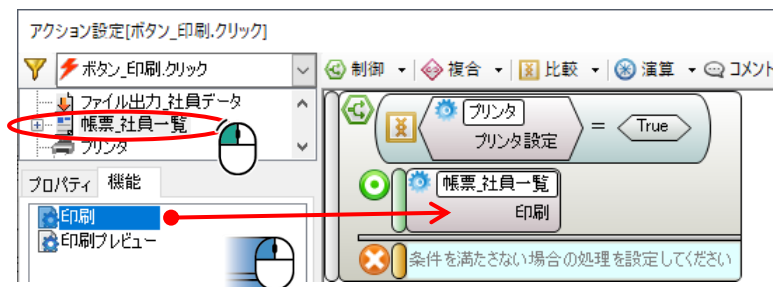 アクション設定[ボタン_印刷.クリック]
ボタン_印刷.クリック
制御 複合 比較 演算 コメント
ファイル出力_社員データ
帳票_社員一覧
プリンタ
プロパティ 機能
印刷
印刷プレビュー
プリンタ
プリンタ設定
= True
帳票_社員一覧
印刷
条件を満たさない場合の処理を設定してください